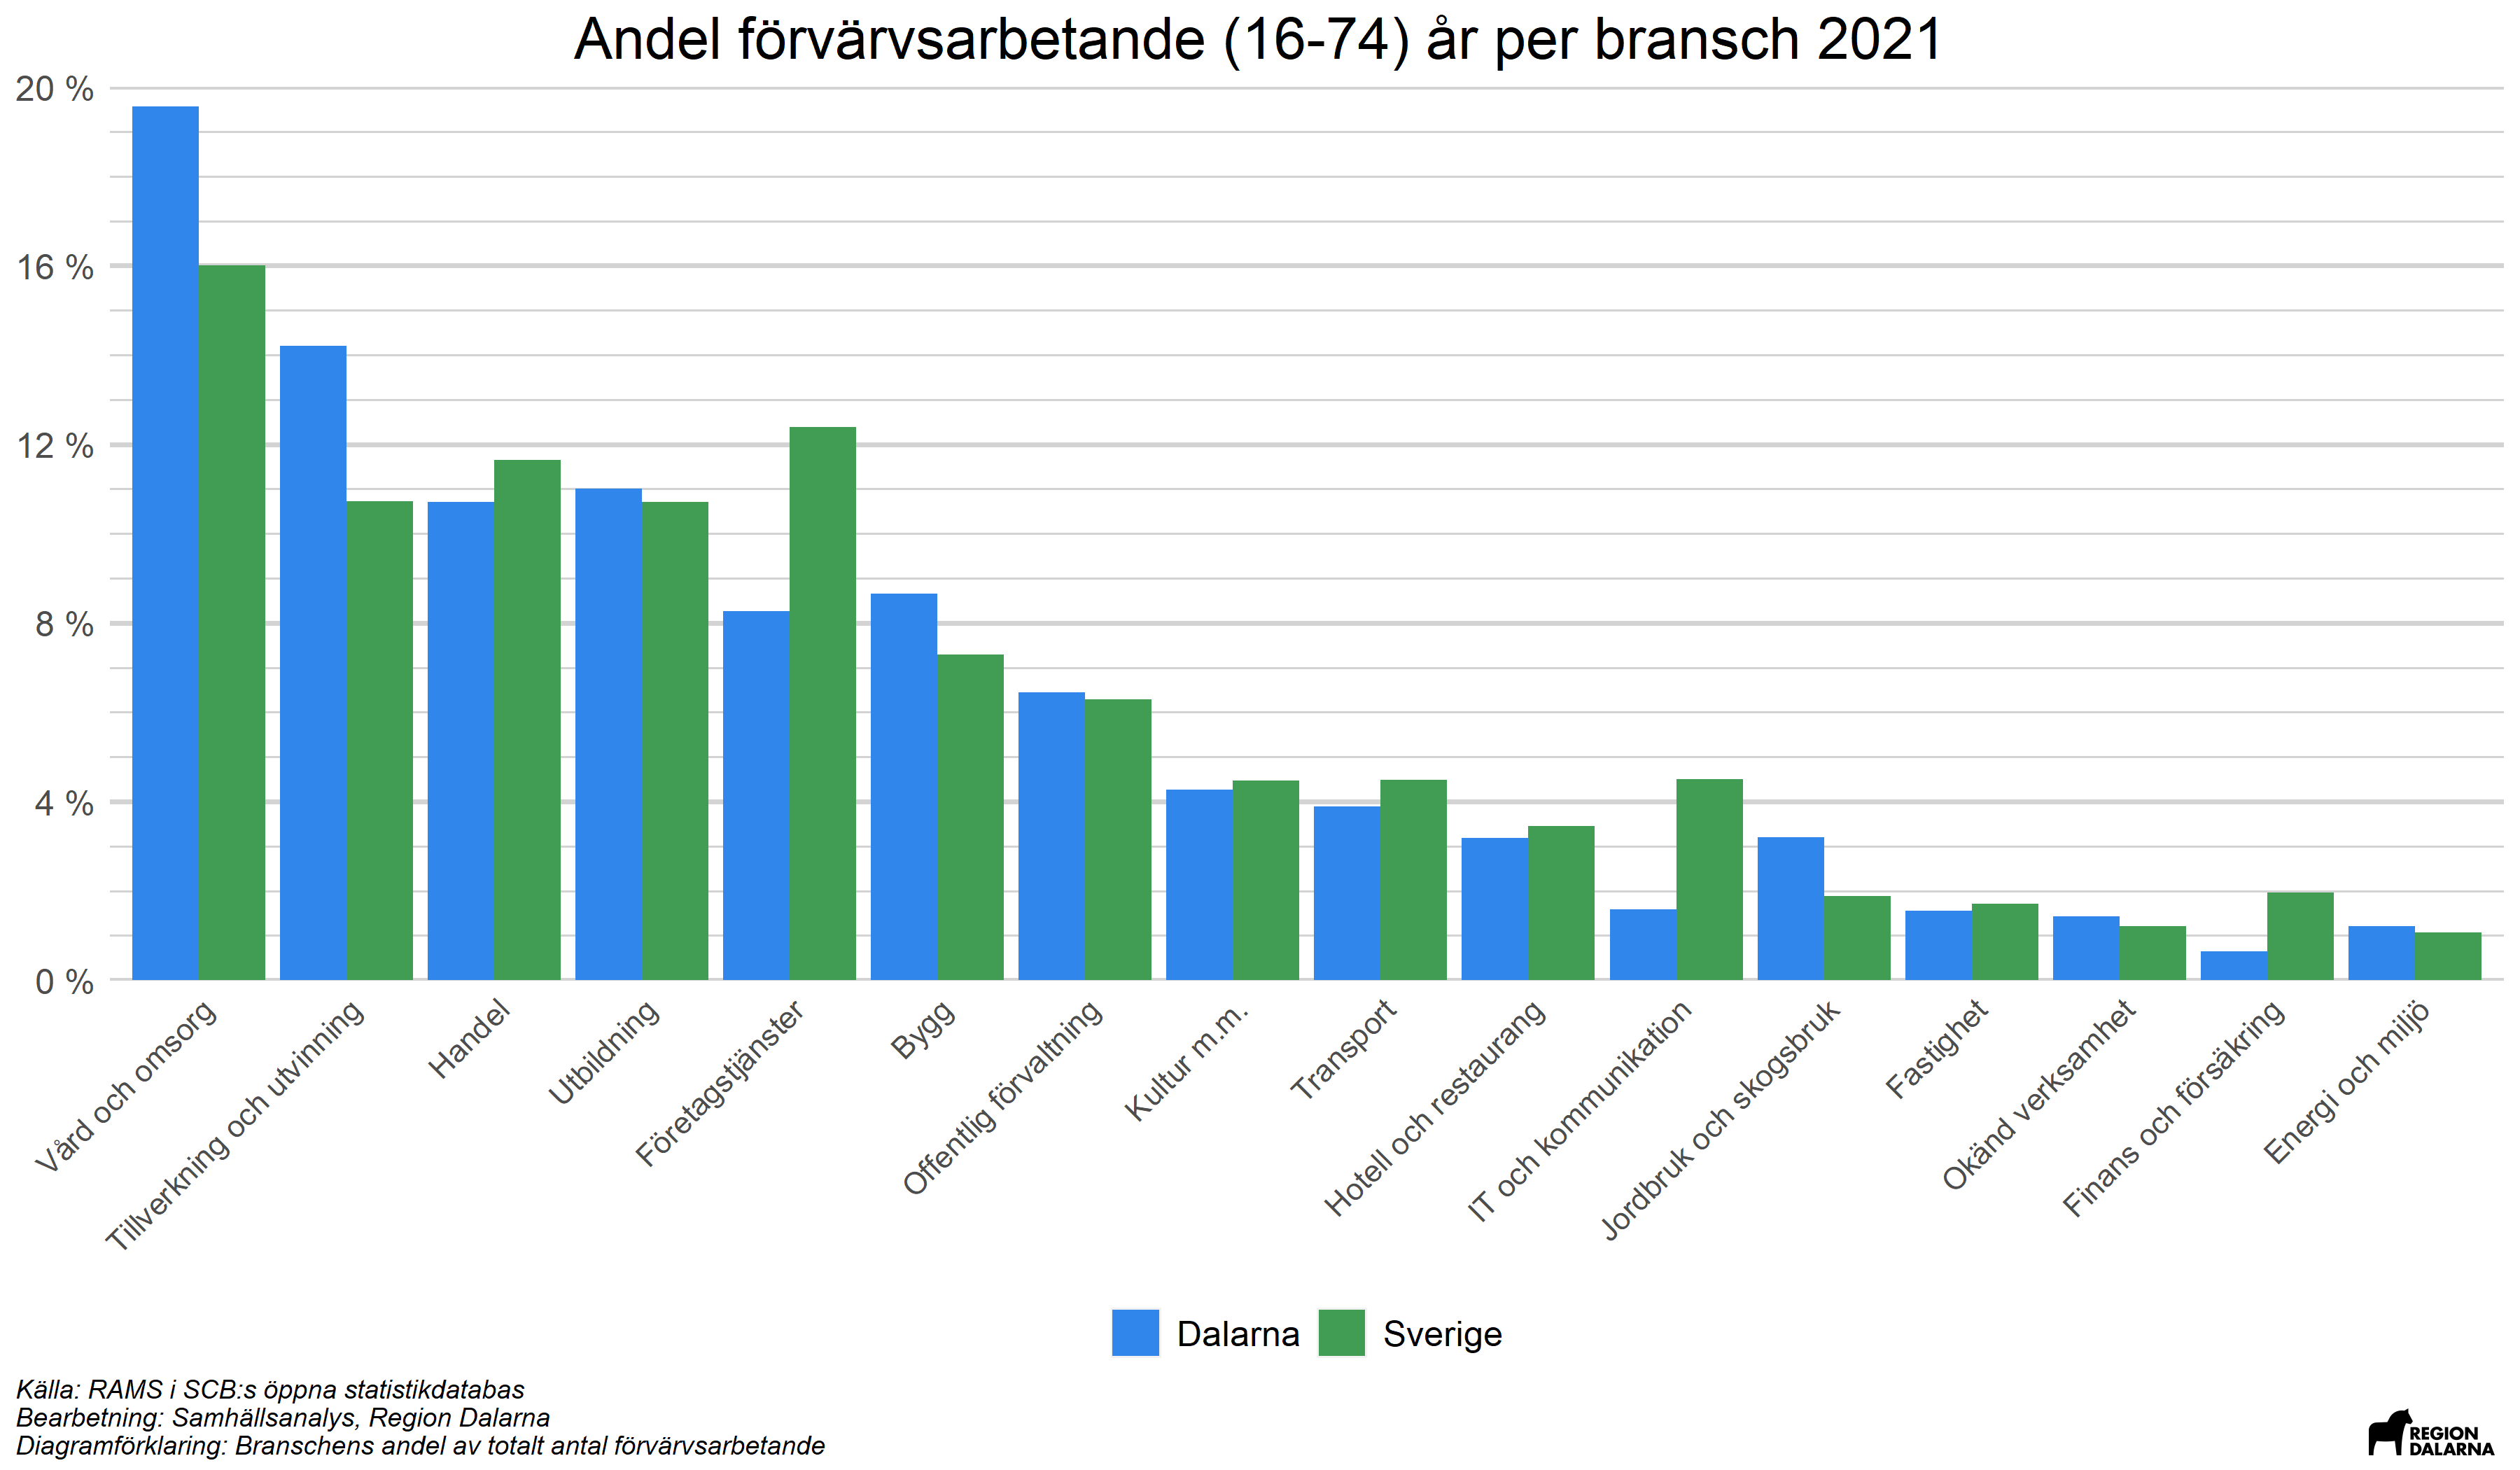 Andel förvärvsarbetande (16-74) år per bransch 2021
20 %
16 %
12 %
8 %
4 %
0 %
Vård och omsorg
Tillverkning och utvinning
Handel
Utbildning
Företagstjänster
Bygg
Offentlig förvaltning
Kultur m.m.
Transport
Hotell och restaurang
IT och kommunikation
Jordbruk och skogsbruk
Fastighet
Okänd verksamhet
Finans och försäkring
Energi och miljö
Dalarna
Sverige
Källa: RAMS i SCB:s öppna statistikdatabas
Bearbetning: Samhällsanalys, Region Dalarna
Diagramförklaring: Branschens andel av totalt antal förvärvsarbetande
REGION
DALARNA